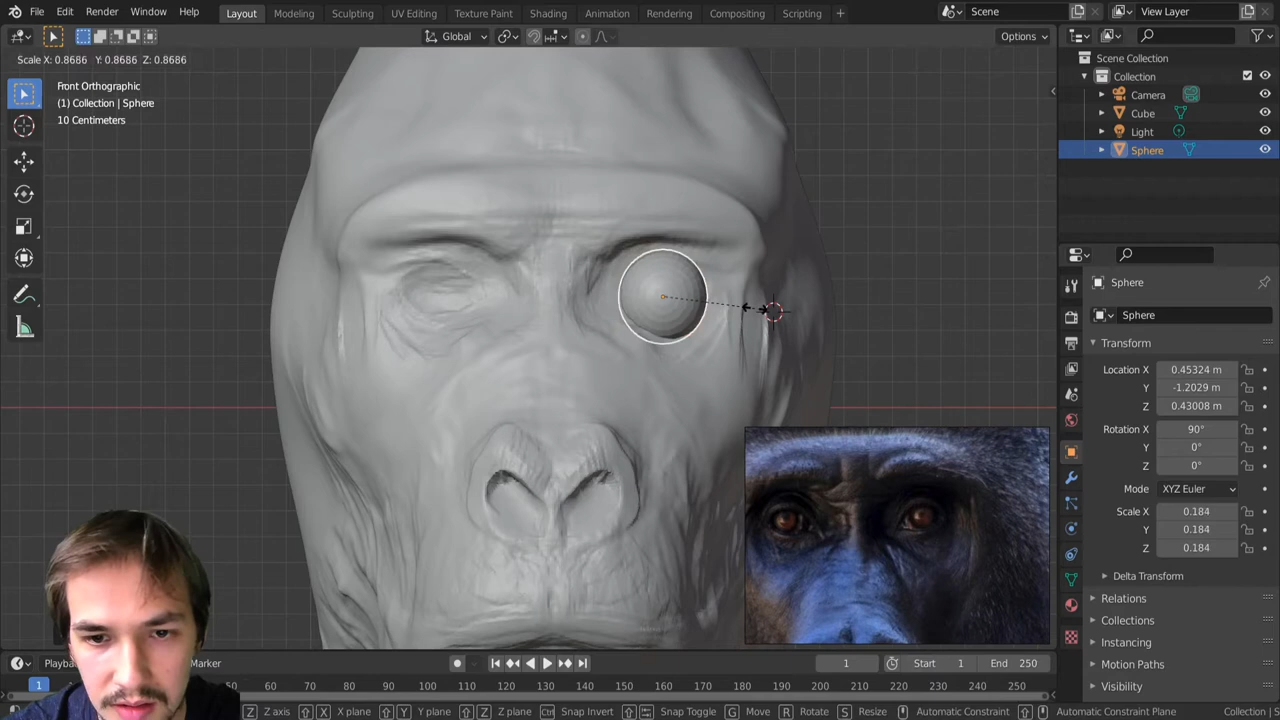 File Edit Render Window Help Layout Modeling Sculpting UV Editing Texture Paint Shading Animation Rendering Compositing Scripting + Scene View Layer
Global Options
Scale X: 0.8686 Y: 0.8686 Z: 0.8686
Front Orthographic
(1) Collection | Sphere
10 Centimeters
Scene Collection
Collection
Camera
Cube
Light
Sphere
Sphere
Sphere
Transform
Location X 0.45324 m
Y -1.2029 m
Z 0.43008 m
Rotation X 90°
Y 0°
Z 0°
Mode XYZ Euler
Scale X 0.184
Y 0.184
Z 0.184
Delta Transform
Relations
Collections
Instancing
Motion Paths
Visibility
Marker 1 Start 1 End 250
1 60 70 80 90 100 110 120 130 140 150 160 170 180 190 200 210 220 230 240 250
Z Z axis X X plane Y Y plane Z Z plane Ctrl Snap Invert Snap Toggle G Move R Rotate S Resize Automatic Constraint Automatic Constraint Plane Collection | S